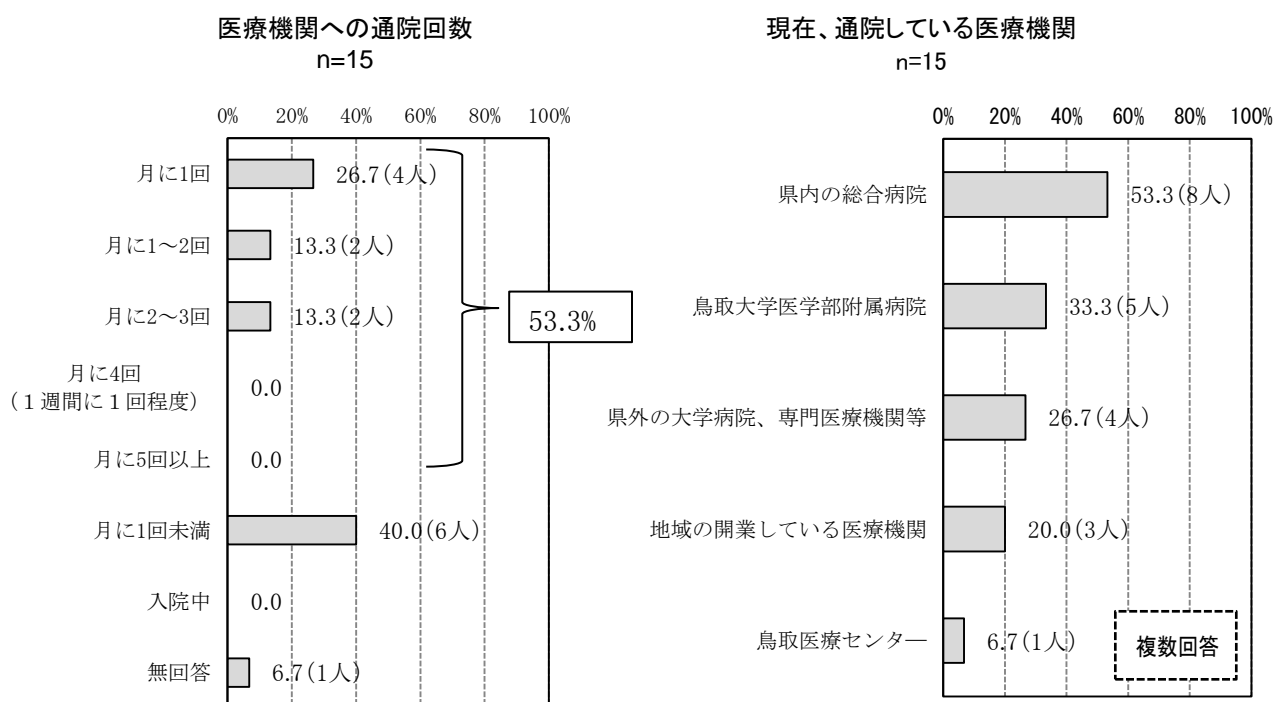 医療機関への通院回数
n=15
0% 20% 40% 60% 80% 100%
月に1回 26.7(4人)
月に1～2回 13.3(2人)
月に2～3回 13.3(2人)
53.3%
月に4回
(１週間に１回程度) 0.0
月に5回以上 0.0
月に1回未満 40.0(6人)
入院中 0.0
無回答 6.7(1人)
現在、通院している医療機関
n=15
0% 20% 40% 60% 80% 100%
県内の総合病院 53.3(8人)
鳥取大学医学部附属病院 33.3(5人)
県外の大学病院、専門医療機関等 26.7(4人)
地域の開業している医療機関 20.0(3人)
鳥取医療センター 6.7(1人)
複数回答